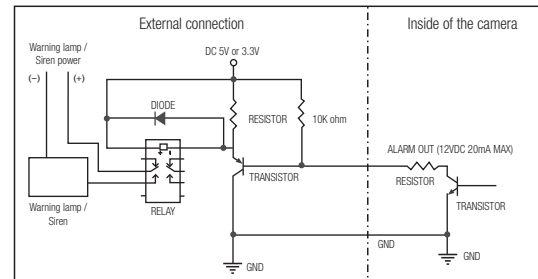 External connection
Inside of the camera
Warning lamp /
Siren power
(−)
(+)
DC 5V or 3.3V
DIODE
RESISTOR
10K ohm
ALARM OUT (12VDC 20mA MAX)
RESISTOR
TRANSISTOR
TRANSISTOR
RELAY
Warning lamp /
Siren
GND
GND
GND